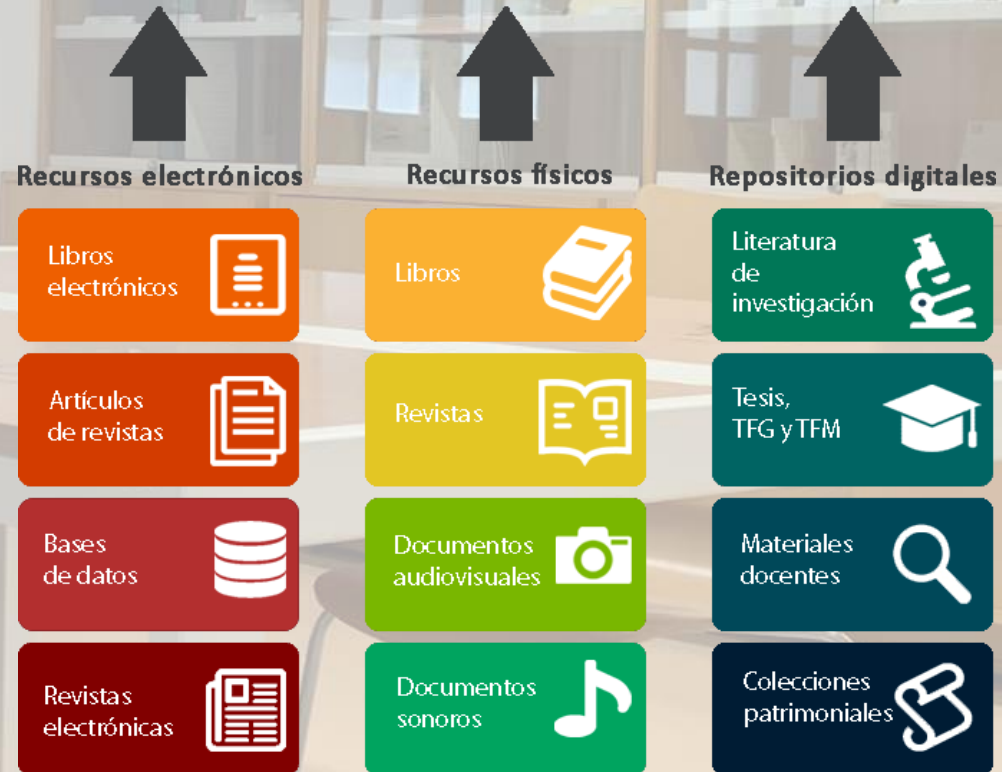 Recursos electrónicos
Libros
electrónicos
Artículos
de revistas
Bases
de datos
Revistas
electrónicas
Recursos físicos
Libros
Revistas
Documentos
audiovisuales
Documentos
sonoros
Repositorios digitales
Literatura
de
investigación
Tesis,
TFG y TFM
Materiales
docentes
Colecciones
patrimoniales